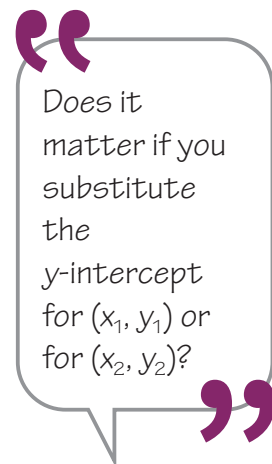 Does it
matter if you
substitute
the
y-intercept
for (x₁, y₁) or
for (x₂, y₂)?